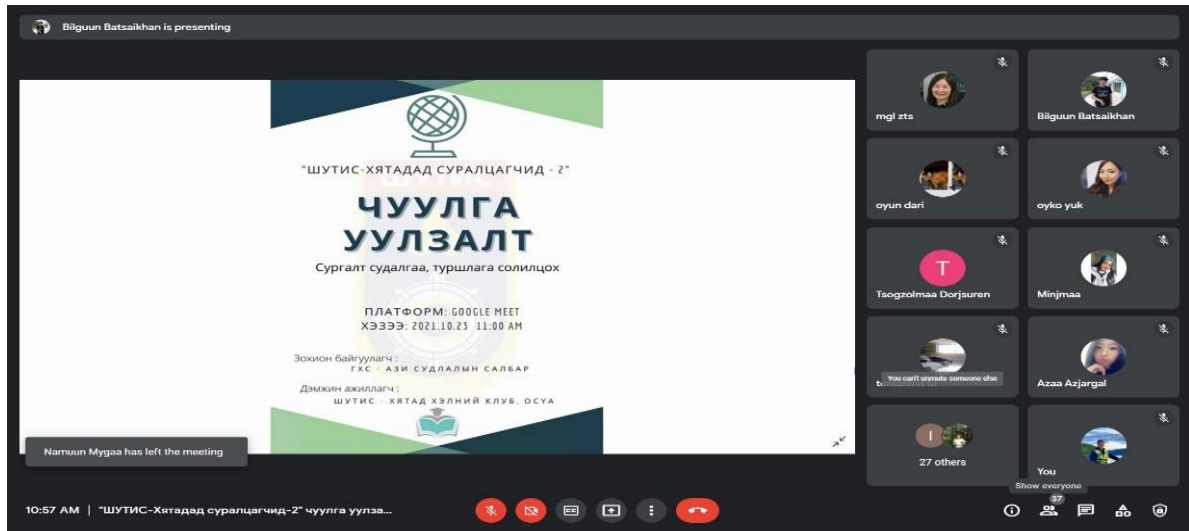 Bilguun Batsaikhan is presenting
"ШУТИС-ХЯТАДАД СУРАЛЦАГЧИД - 2"
ШУТИС
ЧУУЛГА
УУЛЗАЛТ
Сургалт судалгаа, туршлага солилцох
ПЛАТФОРМ: GOOGLE MEET
ХЭЗЭЭ: 2021.10.23 11:00 AM
Зохион байгуулагч :
ГХС - АЗИ СУДЛАЛЫН САЛБАР
Дэмжин ажиллагч :
ШУТИС - ХЯТАД ХЭЛНИЙ КЛУБ, ОСҮА
Namuun Mygaa has left the meeting
mgl zts
Bilguun Batsaikhan
oyun dari
oyko yuk
T
Tsogzolmaa Dorjsuren
Minjmaa
You can't unmute someone else
Azaa Azjargal
I
27 others
You
Show everyone
10:57 AM | "ШУТИС-Хятадад суралцагчид-2" чуулга уулза...
CC
37